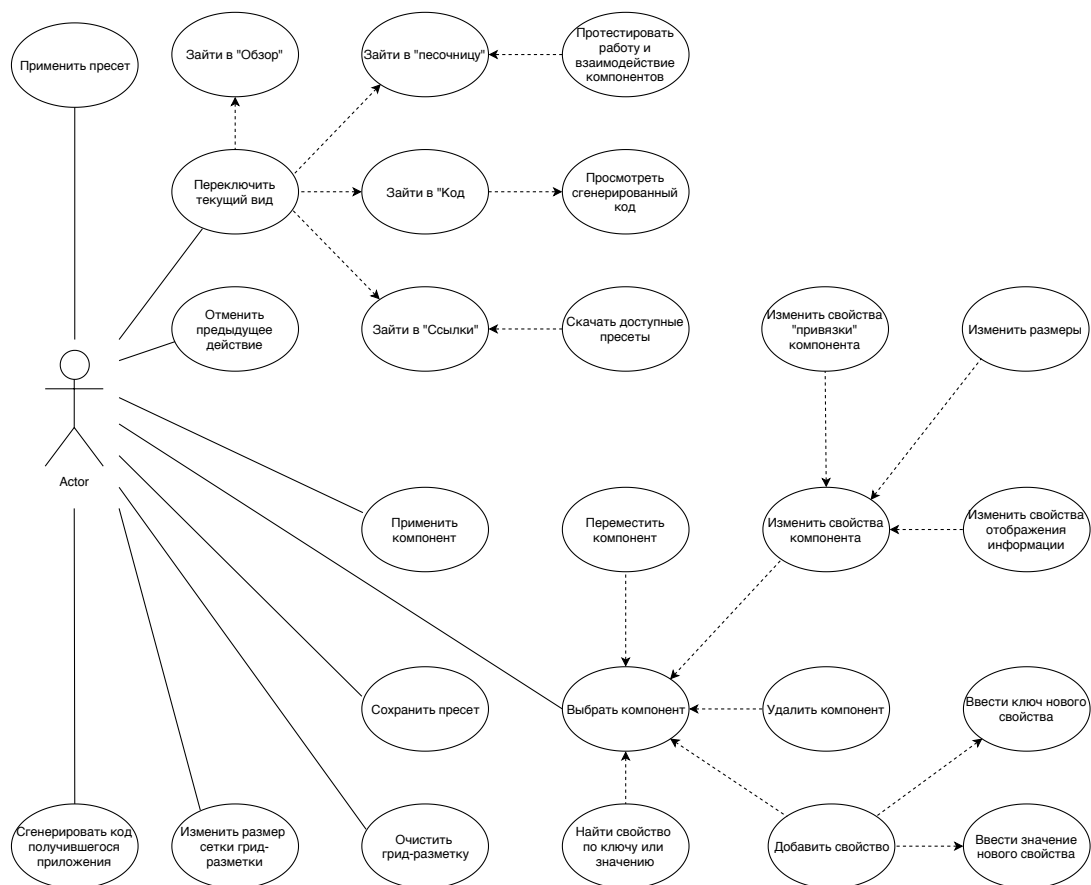 Применить пресет
Зайти в "Обзор"
Зайти в "песочницу"
Протестировать
работу и
взаимодействие
компонентов
Переключить
текущий вид
Зайти в "Код
Просмотреть
сгенерированный
код
Отменить
предыдущее
действие
Зайти в "Ссылки"
Скачать доступные
пресеты
Изменить свойства
"привязки"
компонента
Изменить размеры
Actor
Применить
компонент
Переместить
компонент
Изменить свойства
компонента
Изменить свойства
отображения
информации
Сохранить пресет
Выбрать компонент
Удалить компонент
Ввести ключ нового
свойства
Сгенерировать код
получившегося
приложения
Изменить размер
сетки грид-
разметки
Очистить
грид-разметку
Найти свойство
по ключу или
значению
Добавить свойство
Ввести значение
нового свойства